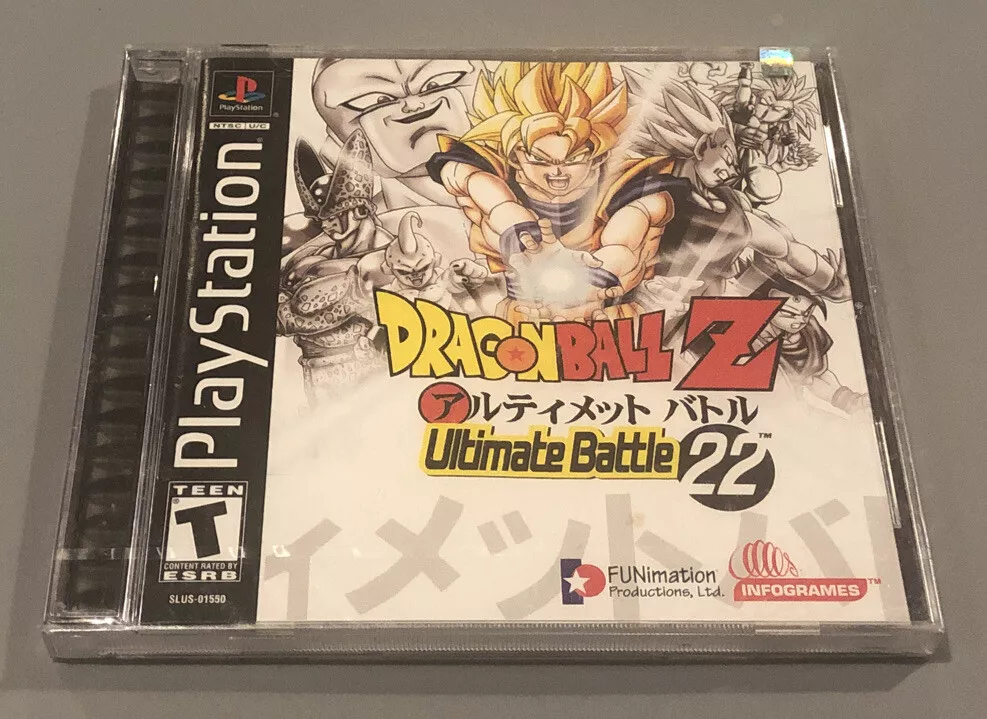 PlayStation
NTSC U/C
PlayStation
TEEN
T
CONTENT RATED BY
ESRB
SLUS-01550
DRAGON BALL Z
アルティメット バトル
Ultimate Battle 22™
ィメットバ
FUNimation®
Productions, Ltd.
INFOGRAMES™